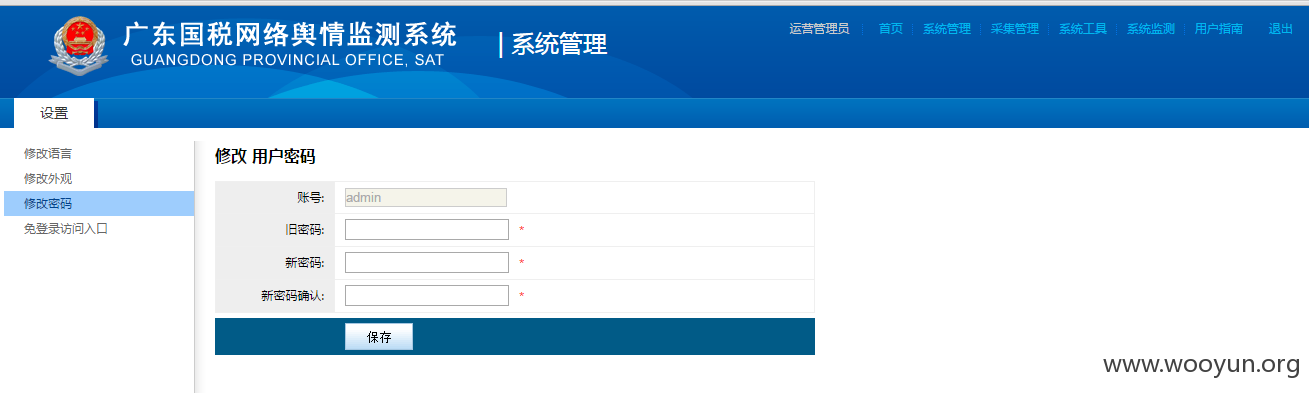 广东国税网络舆情监测系统
GUANGDONG PROVINCIAL OFFICE, SAT
| 系统管理
运营管理员 | 首页 | 系统管理 | 采集管理 | 系统工具 | 系统监测 | 用户指南 退出
设置
修改语言
修改外观
修改密码
免登录访问入口
修改 用户密码
账号: admin
旧密码: *
新密码: *
新密码确认: *
保存
www.wooyun.org